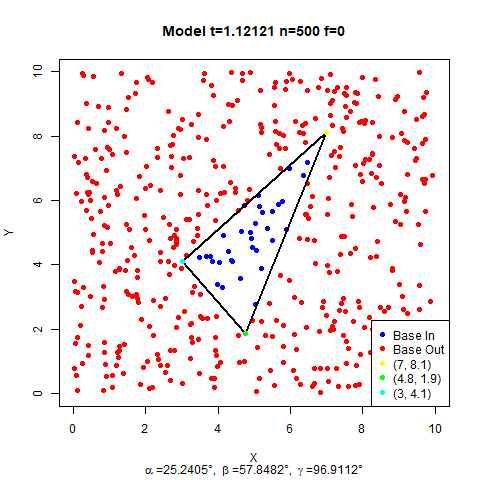 Model t=1.12121 n=500 f=0
Y
10
8
6
4
2
0
Base In
Base Out
(7, 8.1)
(4.8, 1.9)
(3, 4.1)
0 2 4 6 8 10
X
α=25.2405°, β=57.8482°, γ=96.9112°